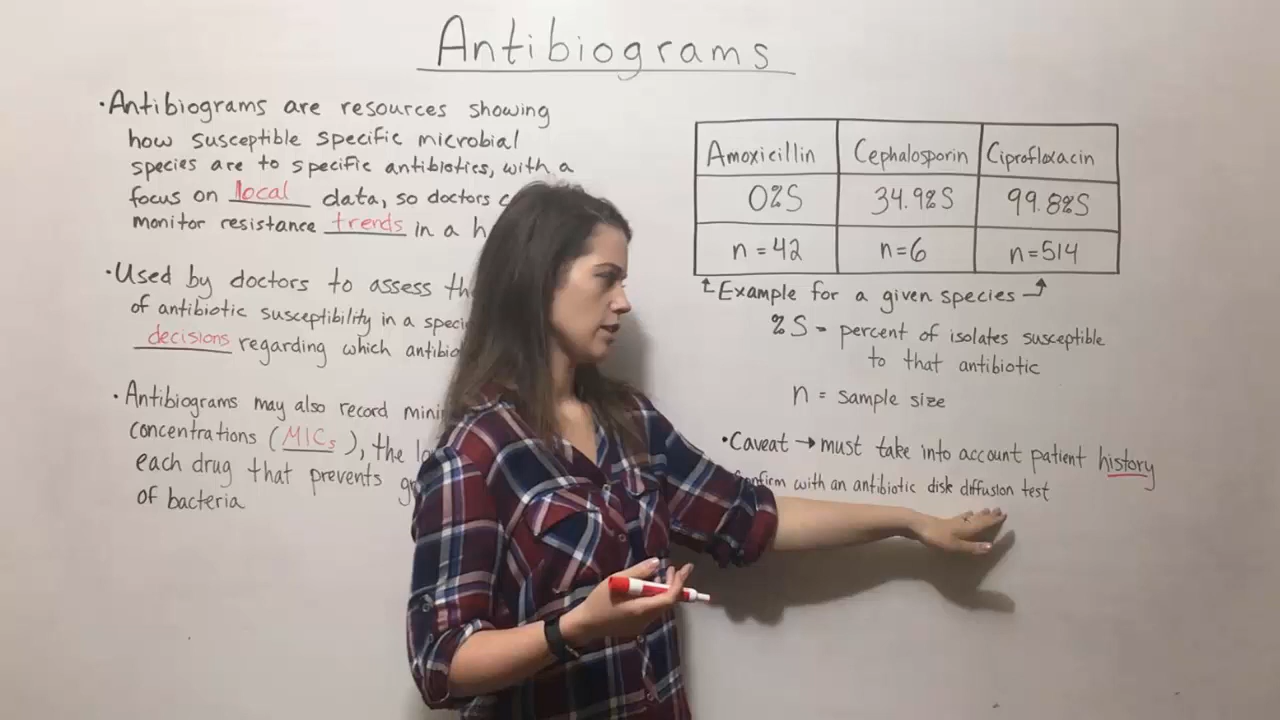 Antibiograms
• Antibiograms are resources showing
how susceptible specific microbial
species are to specific antibiotics, with a
focus on local data, so doctors
monitor resistance trends in a
• Used by doctors to assess
of antibiotic susceptibility in a
decisions regarding which
• Antibiograms may also record
concentrations (MICs), the
each drug that prevents
of bacteria
Amoxicillin Cephalosporin Ciprofloxacin
0%S 34.9%S 99.8%S
n = 42 n=6 n=514
Example for a given species
%S = percent of isolates susceptible
to that antibiotic
n = sample size
• Caveat → must take into account patient history
with an antibiotic disk diffusion test